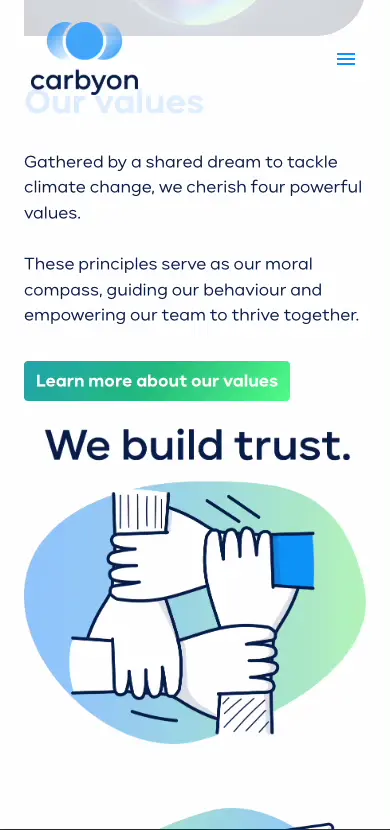 carbyon
Our values
Gathered by a shared dream to tackle
climate change, we cherish four powerful
values.
These principles serve as our moral
compass, guiding our behaviour and
empowering our team to thrive together.
Learn more about our values
We build trust.